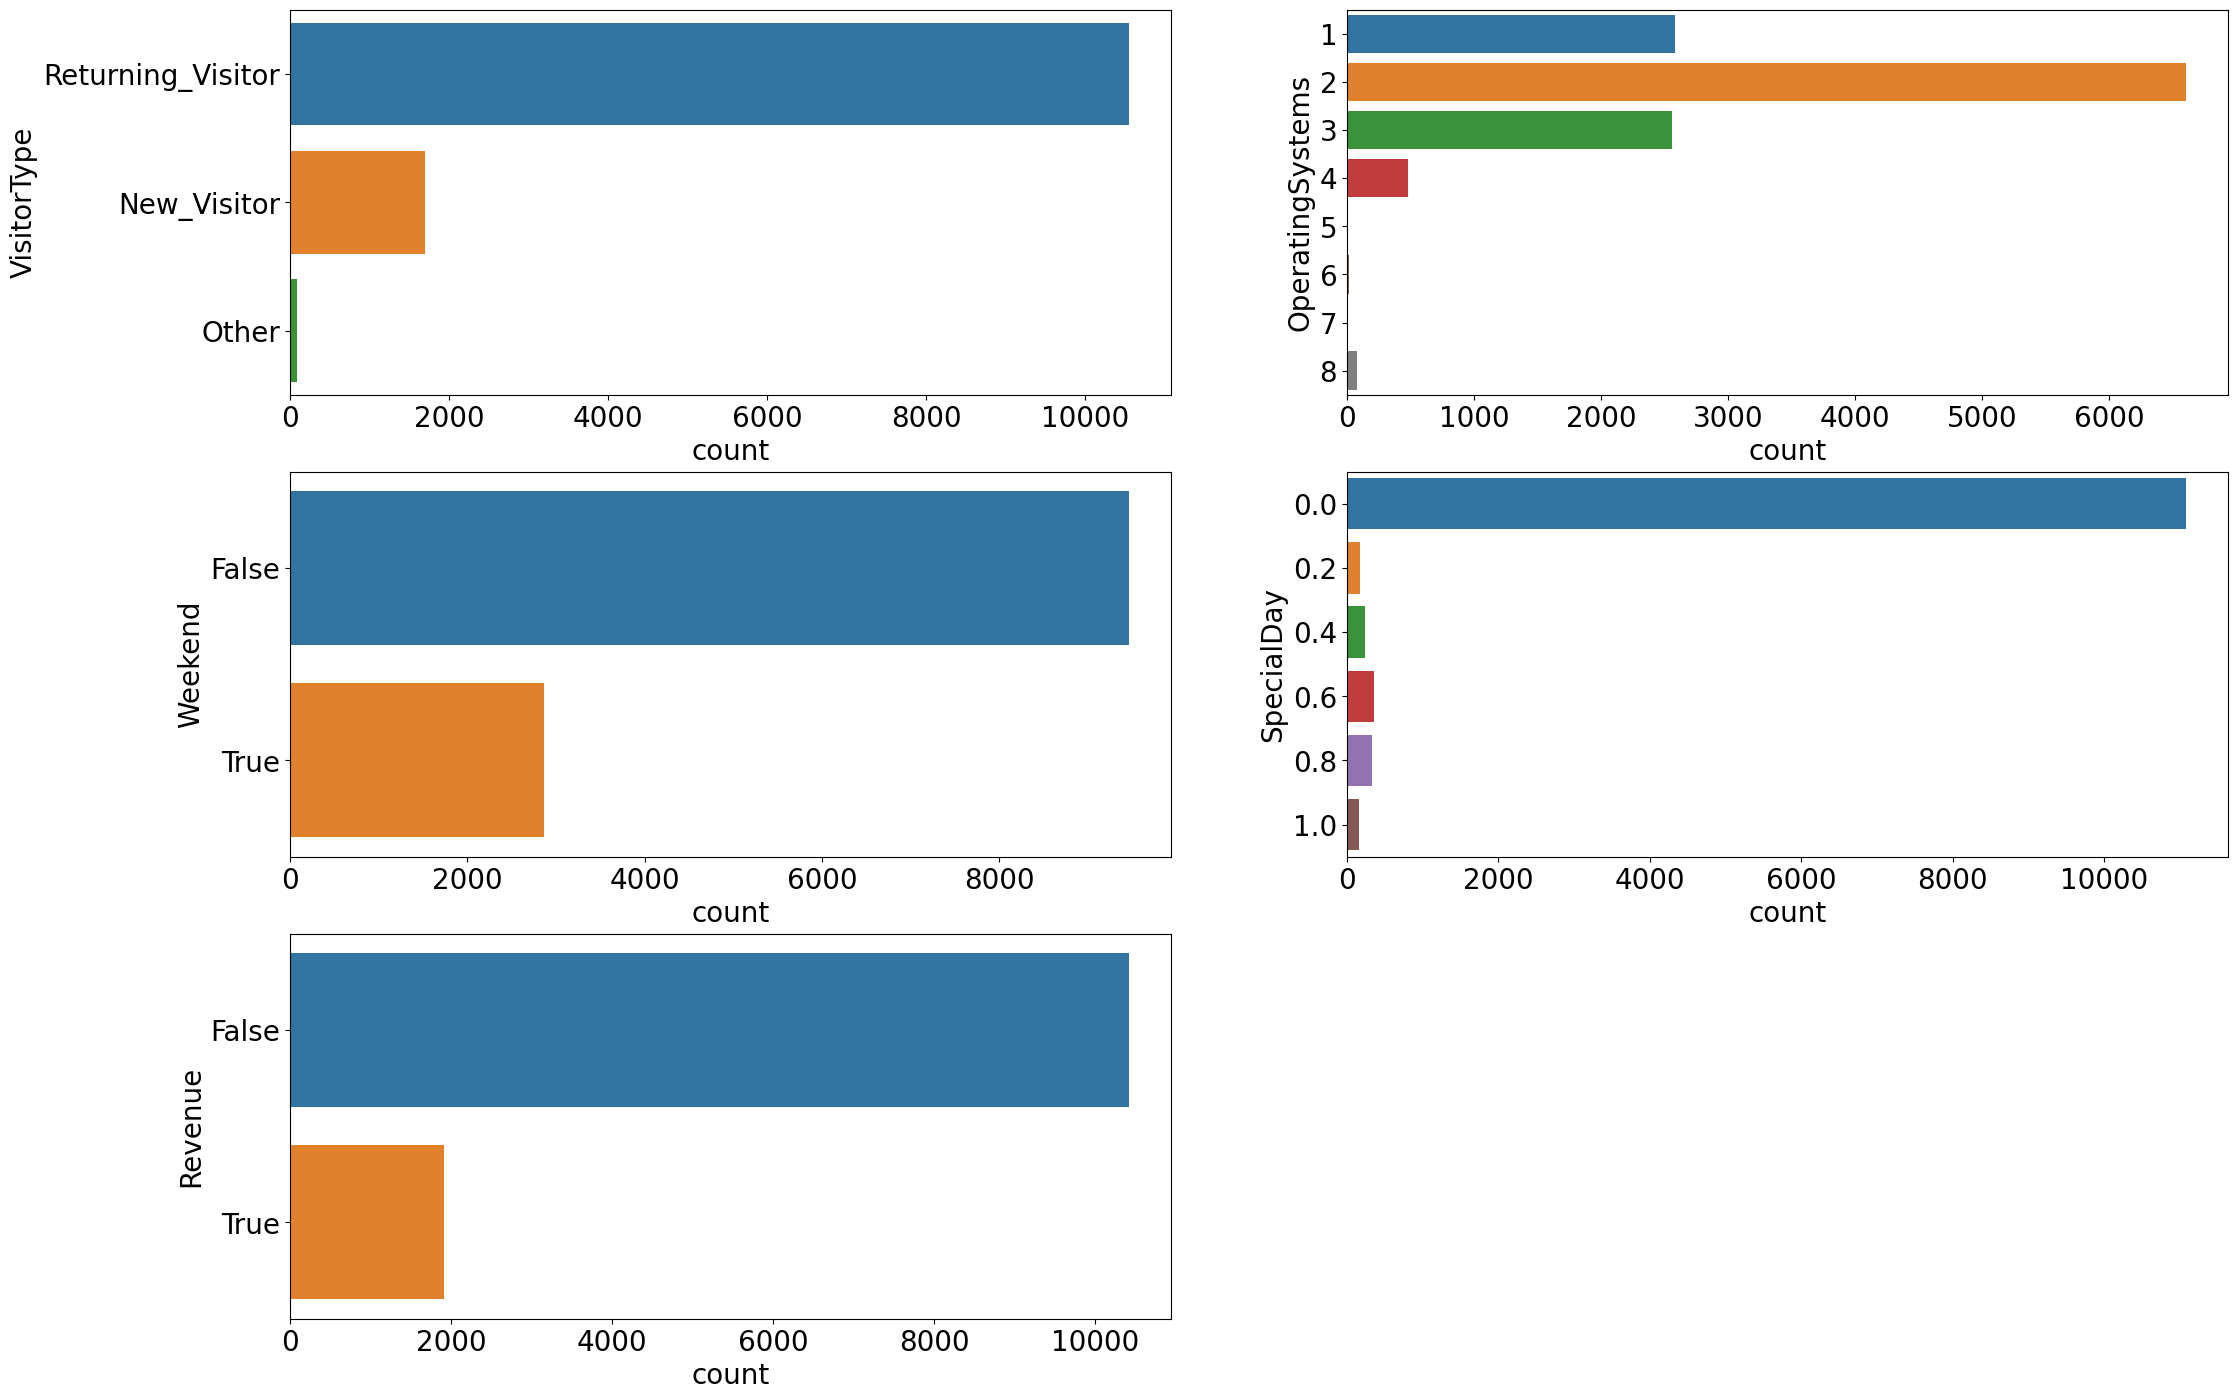 VisitorType
Returning_Visitor
New_Visitor
Other
0 2000 4000 6000 8000 10000
count
OperatingSystems
1
2
3
4
5
6
7
8
0 1000 2000 3000 4000 5000 6000
count
Weekend
False
True
0 2000 4000 6000 8000
count
SpecialDay
0.0
0.2
0.4
0.6
0.8
1.0
0 2000 4000 6000 8000 10000
count
Revenue
False
True
0 2000 4000 6000 8000 10000
count